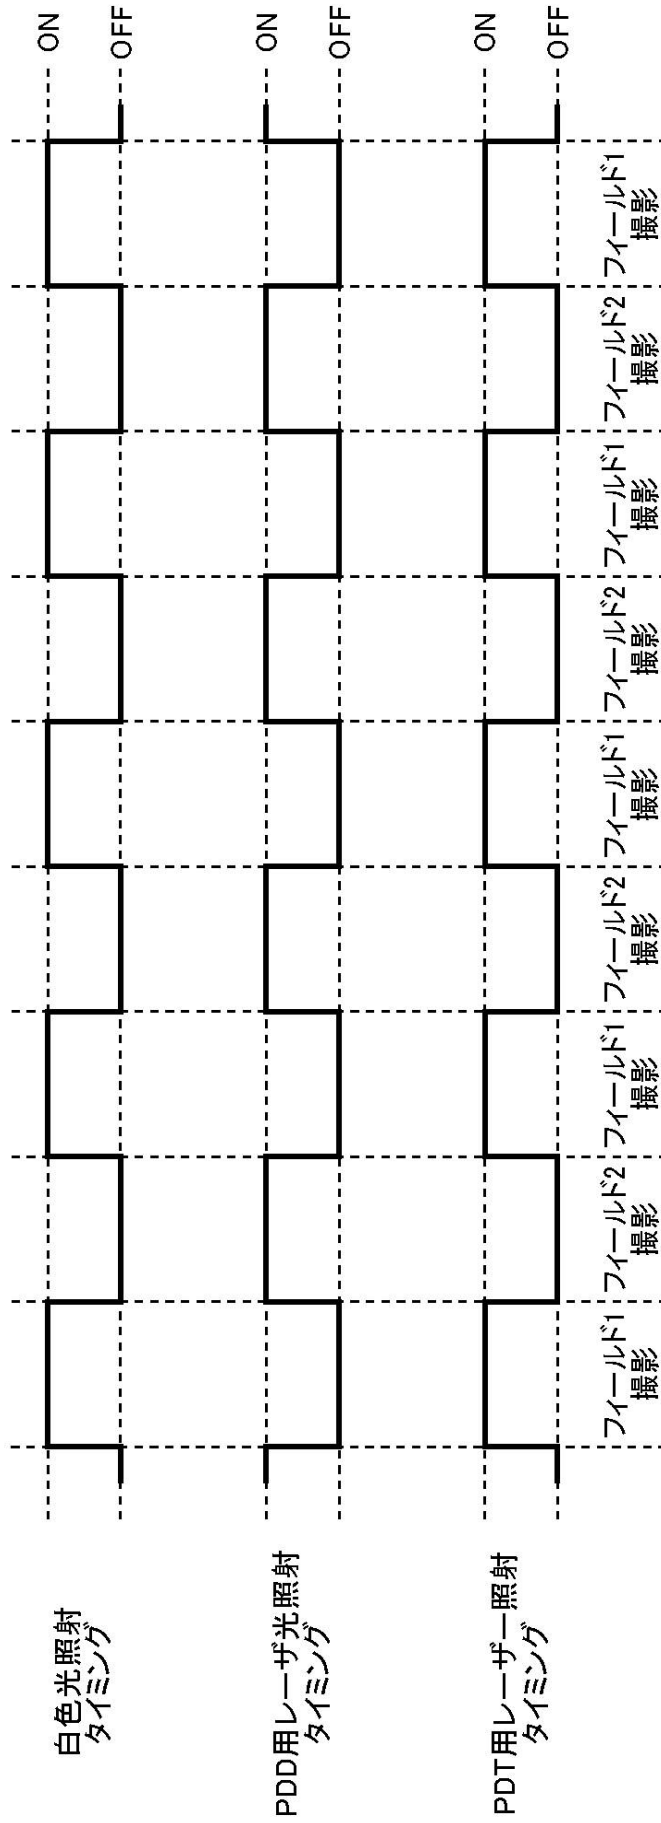 白色光照射
タイミング
ON
OFF
PDD用レーザ光照射
タイミング
ON
OFF
PDT用レーザー照射
タイミング
ON
OFF
フィールド1
撮影
フィールド2
撮影
フィールド1
撮影
フィールド2
撮影
フィールド1
撮影
フィールド2
撮影
フィールド1
撮影
フィールド2
撮影
フィールド1
撮影